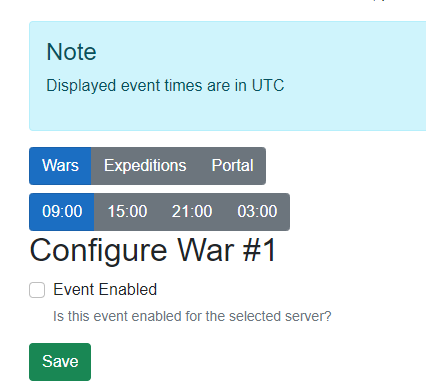 Note
Displayed event times are in UTC
Wars Expeditions Portal
09:00 15:00 21:00 03:00
Configure War #1
Event Enabled
Is this event enabled for the selected server?
Save